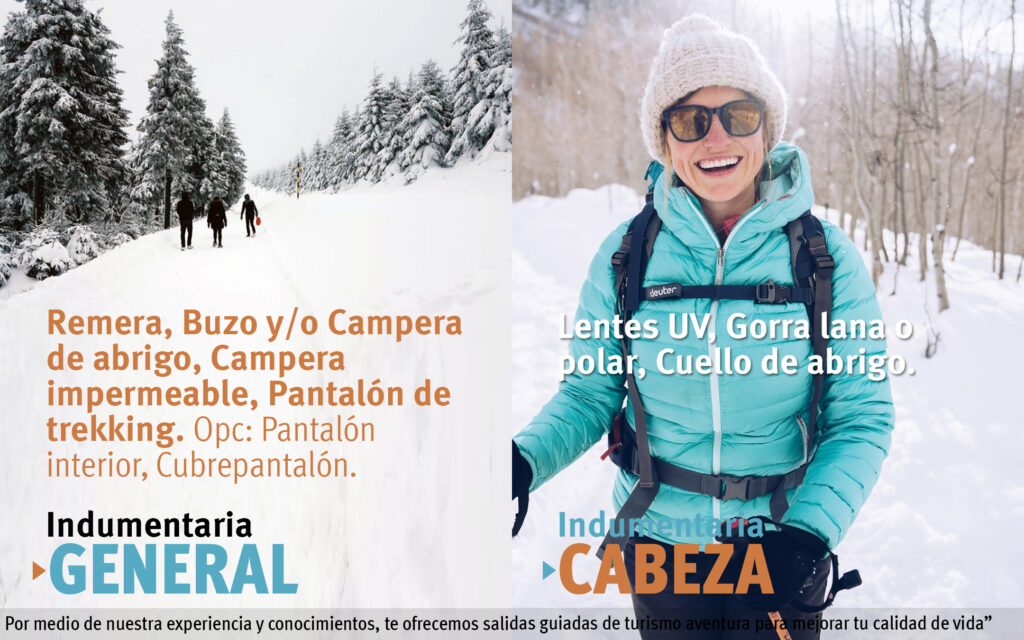 Remera, Buzo y/o Campera
de abrigo, Campera
impermeable, Pantalón de
trekking. Opc: Pantalón
interior, Cubrepantalón.
Indumentaria
GENERAL
deuter
Lentes UV, Gorra lana o
polar, Cuello de abrigo.
Indumentaria
CABEZA
Por medio de nuestra experiencia y conocimientos, te ofrecemos salidas guiadas de turismo aventura para mejorar tu calidad de vida”